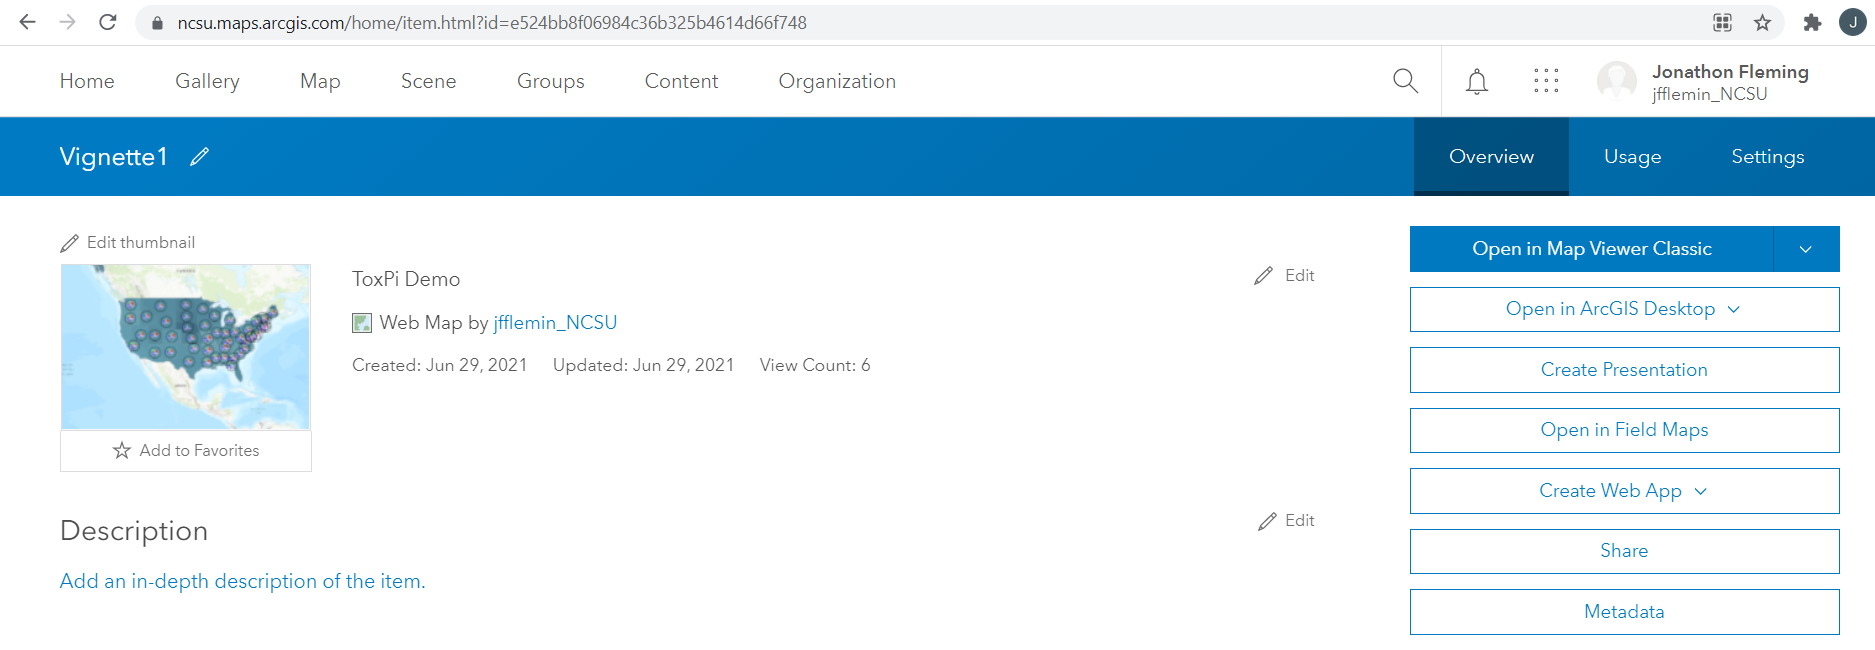 ncsu.maps.arcgis.com/home/item.html?id=e524bb8f06984c36b325b4614d66f748
J
Home Gallery Map Scene Groups Content Organization
Jonathon Fleming
jfflemin_NCSU
Vignette1
Overview Usage Settings
Edit thumbnail
ToxPi Demo
Edit
Web Map by jfflemin_NCSU
Created: Jun 29, 2021 Updated: Jun 29, 2021 View Count: 6
Add to Favorites
Description
Edit
Add an in-depth description of the item.
Open in Map Viewer Classic
Open in ArcGIS Desktop
Create Presentation
Open in Field Maps
Create Web App
Share
Metadata